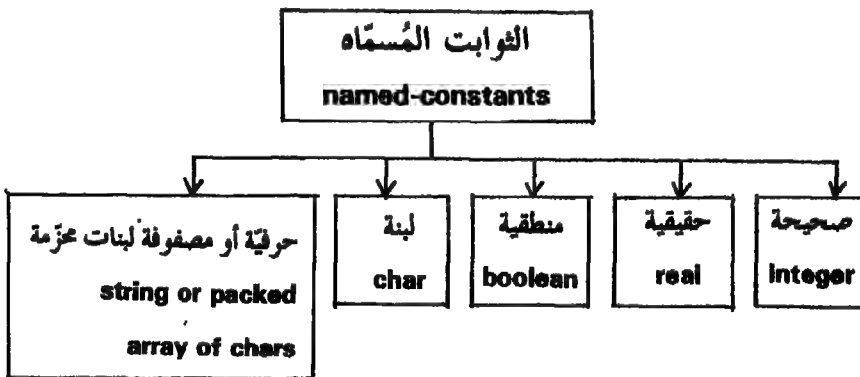 الثوابت المُسمّاه
named-constants
صحيحة
integer
حقيقية
real
منطقية
boolean
لبنة
char
حرفيّة أو مصفوفة لبنات محزّمة
string or packed
array of chars